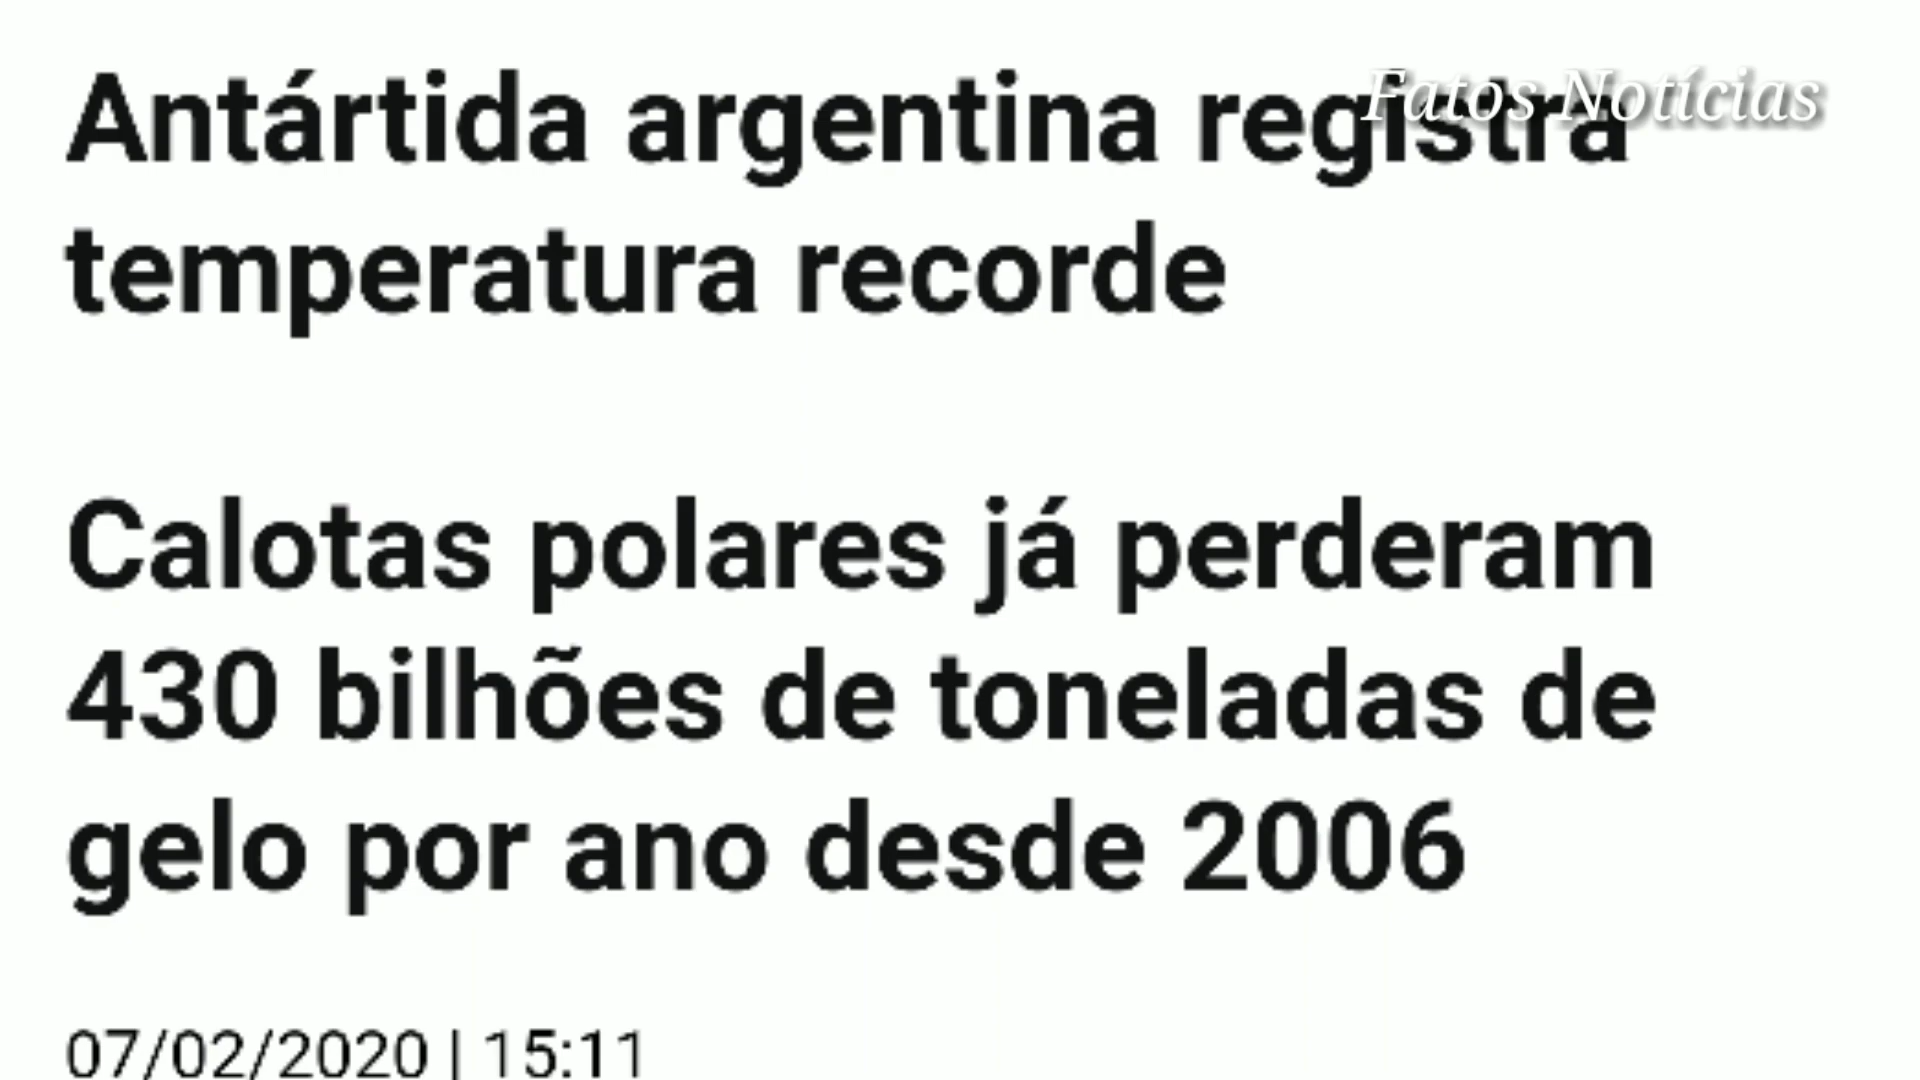 Fatos Notícias
Antártida argentina registra
temperatura recorde
Calotas polares já perderam
430 bilhões de toneladas de
gelo por ano desde 2006
07/02/2020 | 15:11